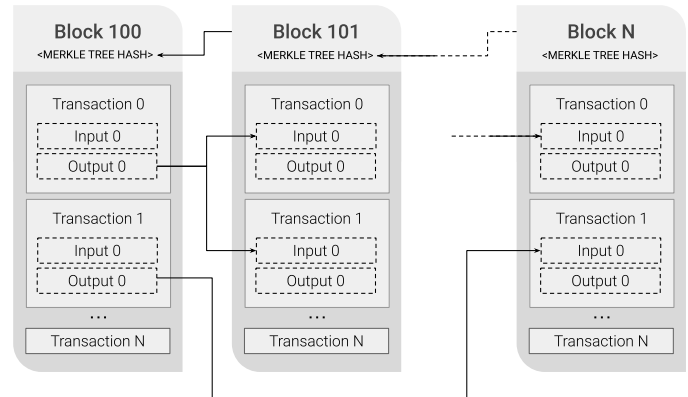 Block 100
<MERKLE TREE HASH>
Transaction 0
Input 0
Output 0
Transaction 1
Input 0
Output 0
...
Transaction N
Block 101
<MERKLE TREE HASH>
Transaction 0
Input 0
Output 0
Transaction 1
Input 0
Output 0
...
Transaction N
Block N
<MERKLE TREE HASH>
Transaction 0
Input 0
Output 0
Transaction 1
Input 0
Output 0
...
Transaction N